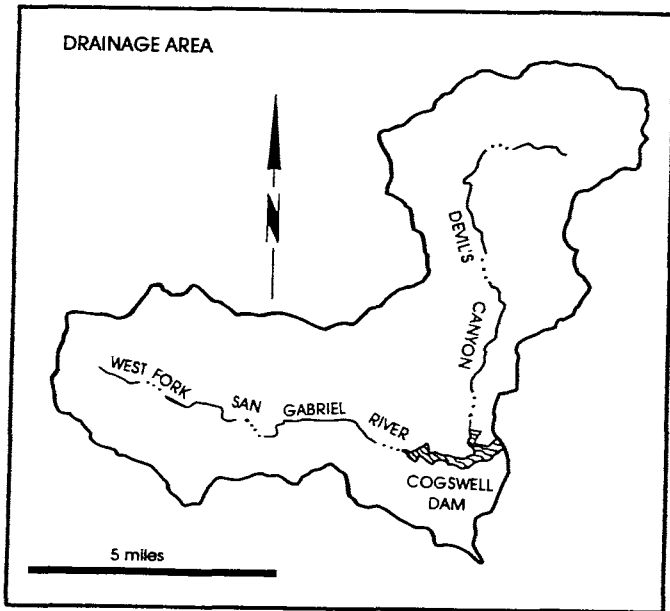 DRAINAGE AREA
N
DEVIL'S
CANYON
WEST FORK SAN GABRIEL RIVER
COGSWELL
DAM
5 miles